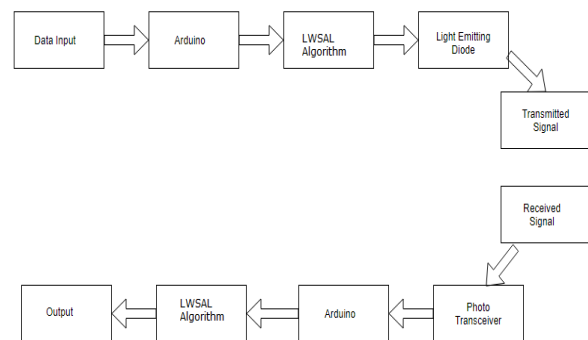 Data Input
Arduino
LWSAL
Algorithm
Light Emitting
Diode
Transmitted
Signal
Received
Signal
Photo
Transceiver
Arduino
LWSAL
Algorithm
Output